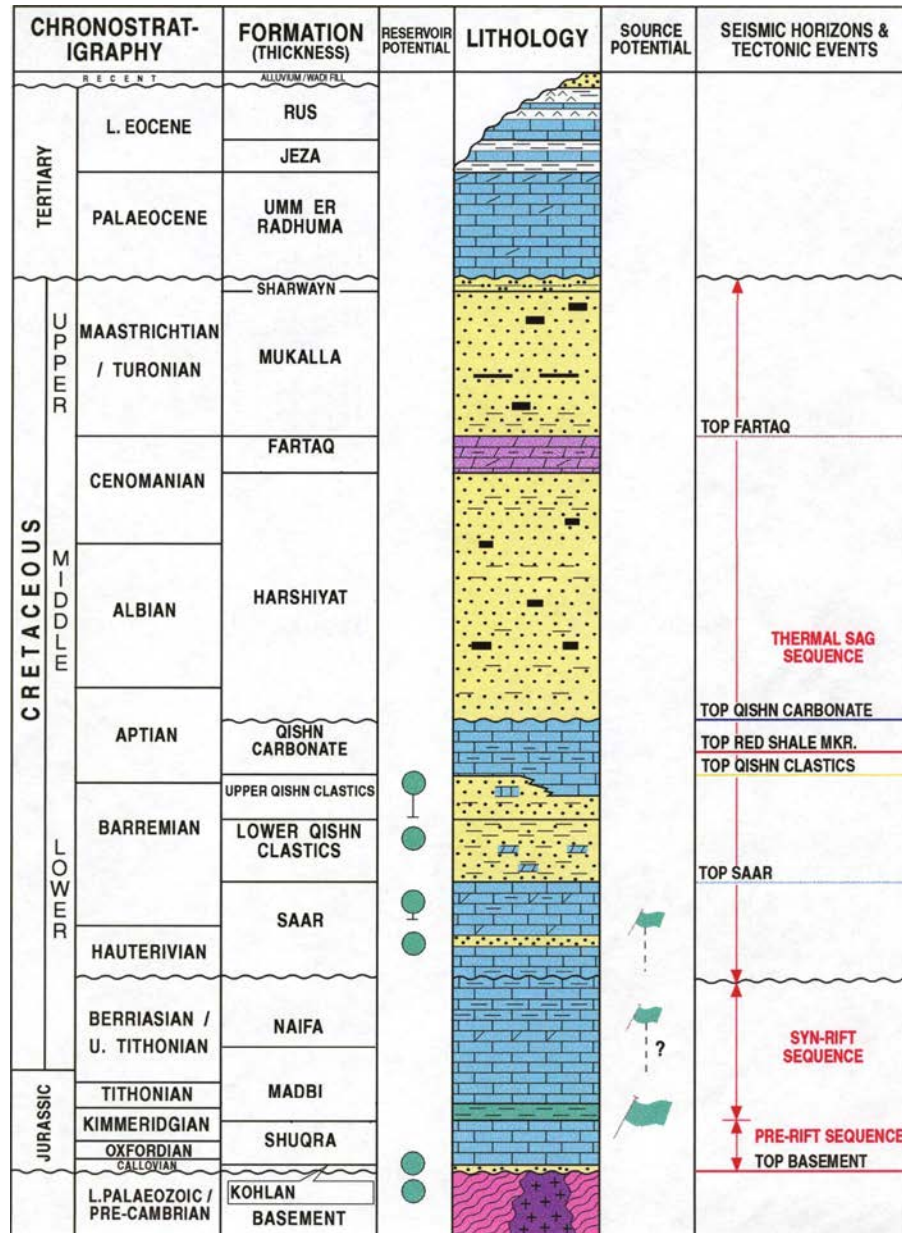 CHRONOSTRAT-
IGRAPHY
FORMATION
(THICKNESS)
RESERVOIR
POTENTIAL
LITHOLOGY
SOURCE
POTENTIAL
SEISMIC HORIZONS &
TECTONIC EVENTS
RECENT
ALLUVIUM / WADI FILL
TERTIARY
L. EOCENE
RUS
JEZA
PALAEOCENE
UMM ER
RADHUMA
CRETACEOUS
UPPER
SHARWAYN
MAASTRICHTIAN
/ TURONIAN
MUKALLA
TOP FARTAQ
FARTAQ
CENOMANIAN
MIDDLE
ALBIAN
HARSHIYAT
THERMAL SAG
SEQUENCE
TOP QISHN CARBONATE
APTIAN
QISHN
CARBONATE
TOP RED SHALE MKR.
TOP QISHN CLASTICS
UPPER QISHN CLASTICS
LOWER
BARREMIAN
LOWER QISHN
CLASTICS
TOP SAAR
SAAR
HAUTERIVIAN
BERRIASIAN /
U. TITHONIAN
NAIFA
?
SYN-RIFT
SEQUENCE
JURASSIC
TITHONIAN
MADBI
KIMMERIDGIAN
SHUQRA
PRE-RIFT SEQUENCE
OXFORDIAN
CALLOVIAN
TOP BASEMENT
L.PALAEOZOIC /
PRE-CAMBRIAN
KOHLAN
BASEMENT